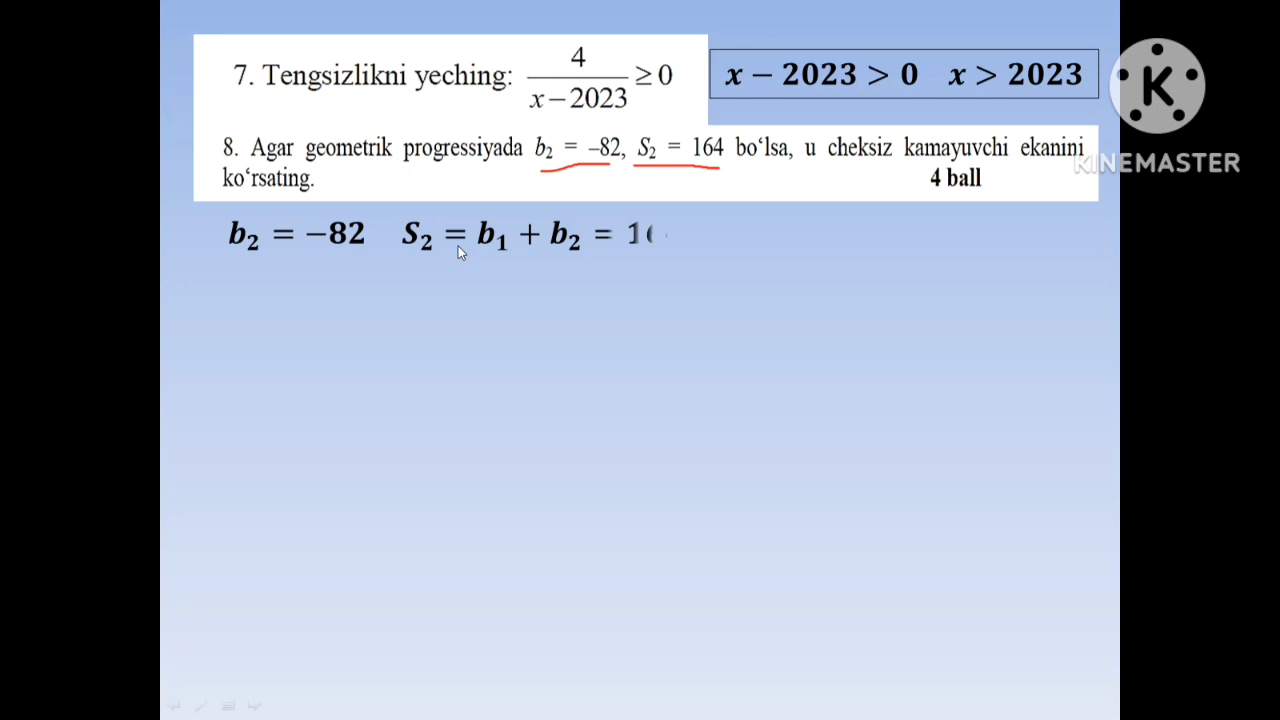 7. Tengsizlikni yeching: 4/(x−2023) ≥ 0
x − 2023 > 0 x > 2023
K
KINEMASTER
8. Agar geometrik progressiyada b₂ = –82, S₂ = 164 bo‘lsa, u cheksiz kamayuvchi ekanini
ko‘rsating. 4 ball
b₂ = −82 S₂ = b₁ + b₂ =